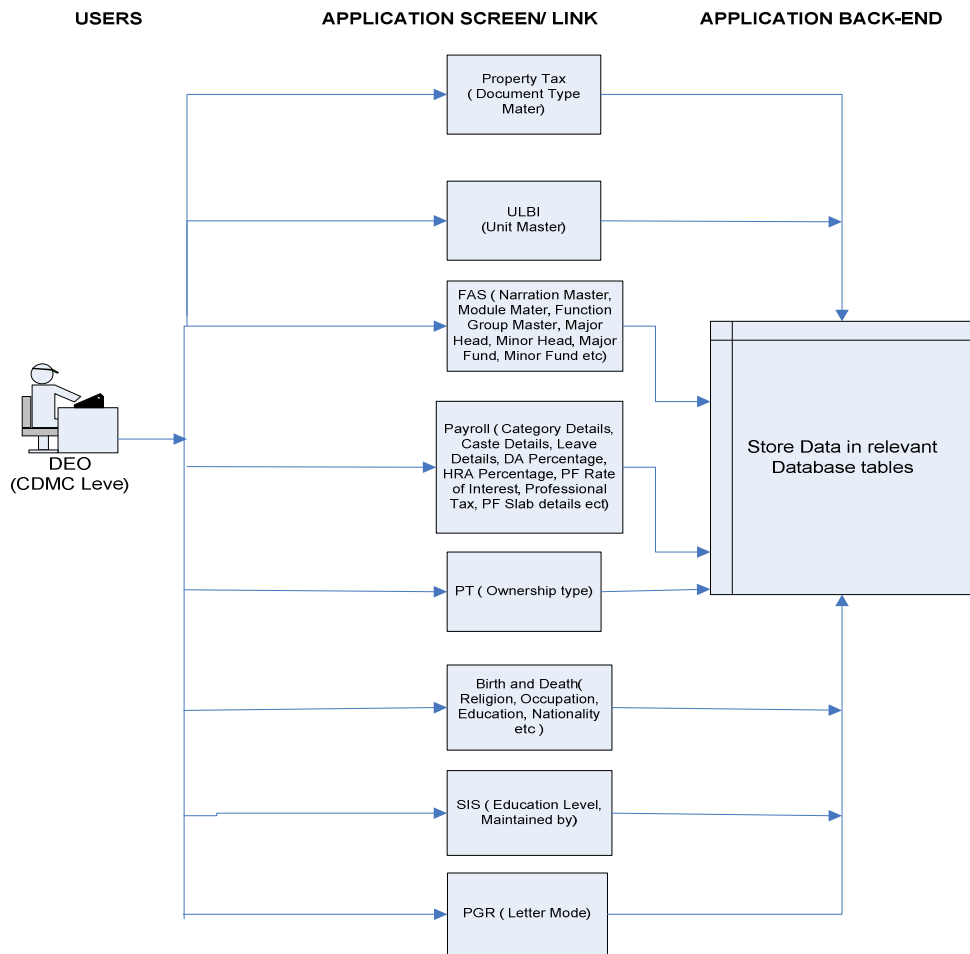 USERS
APPLICATION SCREEN/ LINK
APPLICATION BACK-END
Property Tax
( Document Type
Mater)
ULBI
(Unit Master)
FAS ( Narration Master,
Module Mater, Function
Group Master, Major
Head, Minor Head, Major
Fund, Minor Fund etc)
DEO
(CDMC Leve)
Payroll ( Category Details,
Caste Details, Leave
Details, DA Percentage,
HRA Percentage, PF Rate
of Interest, Professional
Tax, PF Slab details ect)
Store Data in relevant
Database tables
PT ( Ownership type)
Birth and Death(
Religion, Occupation,
Education, Nationality
etc )
SIS ( Education Level,
Maintained by)
PGR ( Letter Mode)